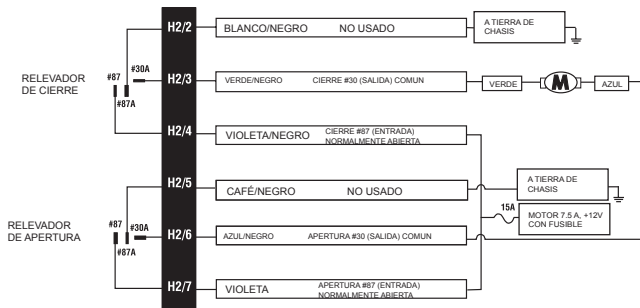 H2/2
BLANCO/NEGRO NO USADO
A TIERRA DE
CHASIS
RELEVADOR
DE CIERRE
#87
#30A
#87A
H2/3
VERDE/NEGRO CIERRE #30 (SALIDA) COMUN
VERDE
M
AZUL
H2/4
VIOLETA/NEGRO CIERRE #87 (ENTRADA)
NORMALMENTE ABIERTA
H2/5
CAFÉ/NEGRO NO USADO
A TIERRA DE
CHASIS
15A
MOTOR 7.5 A, +12V
CON FUSIBLE
RELEVADOR
DE APERTURA
#87
#30A
#87A
H2/6
AZUL/NEGRO APERTURA #30 (SALIDA) COMUN
H2/7
VIOLETA APERTURA #87 (ENTRADA)
NORMALMENTE ABIERTA